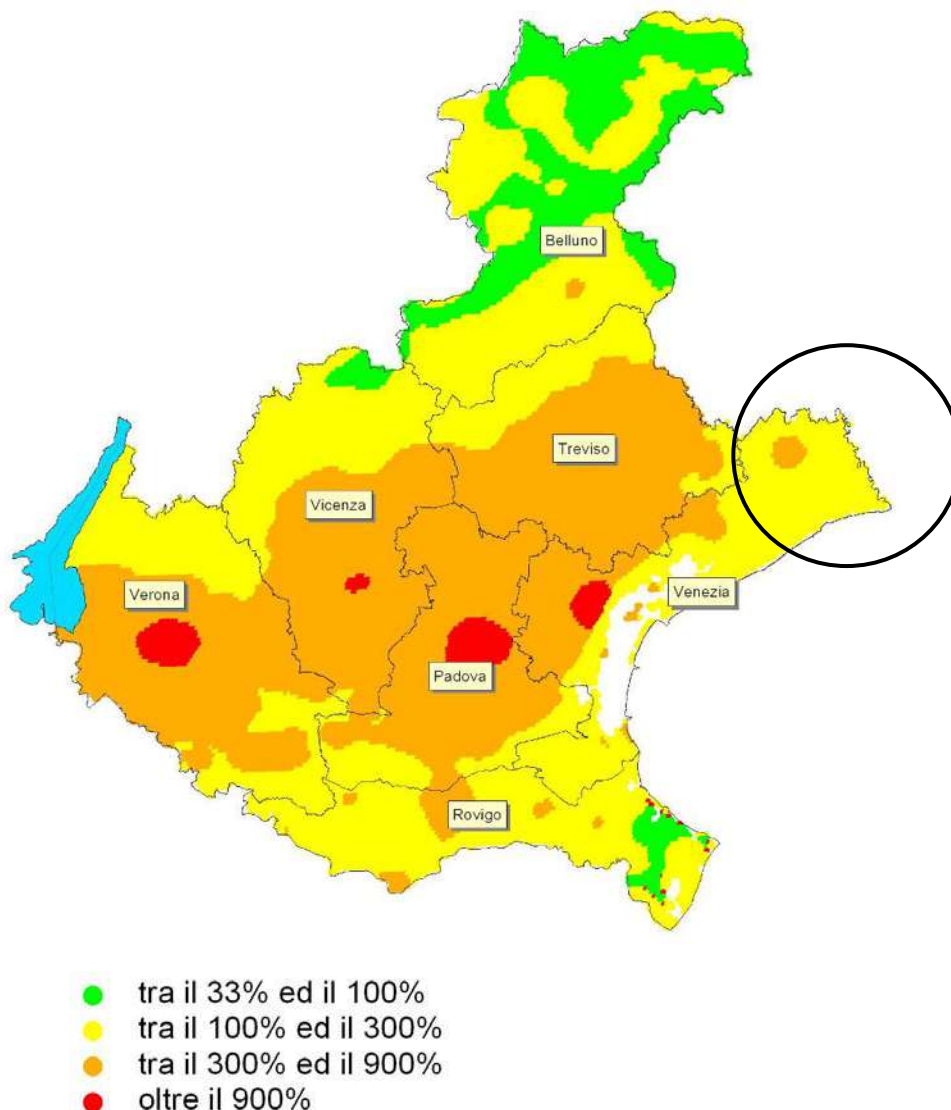 Belluno
Treviso
Vicenza
Venezia
Verona
Padova
Rovigo
tra il 33% ed il 100%
tra il 100% ed il 300%
tra il 300% ed il 900%
oltre il 900%